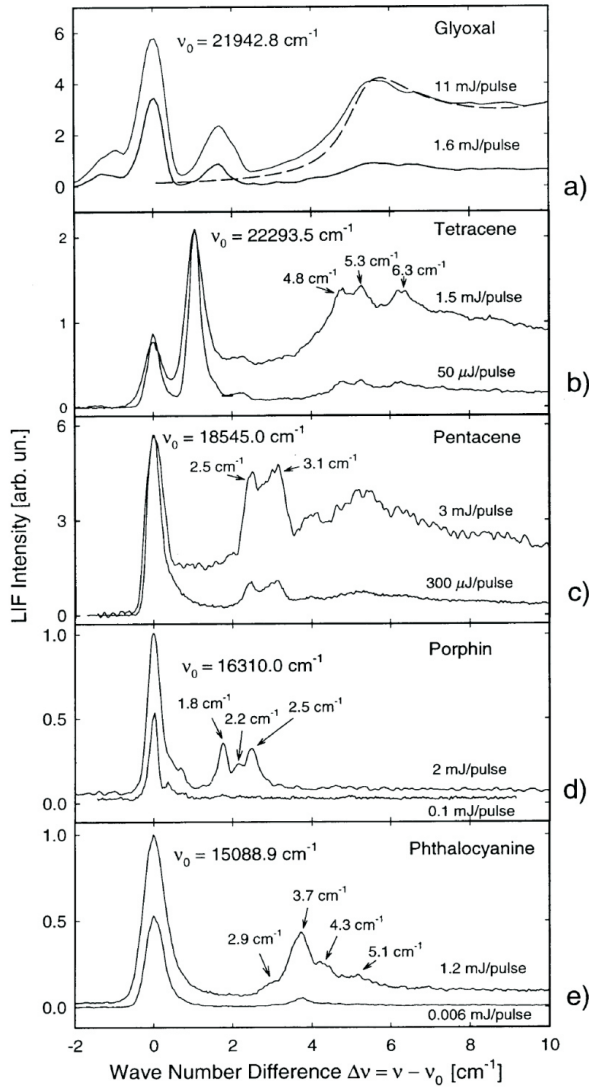 LIF Intensity [arb. un.]
6
4
2
0
ν₀ = 21942.8 cm⁻¹
Glyoxal
11 mJ/pulse
1.6 mJ/pulse
a)
2
1
0
ν₀ = 22293.5 cm⁻¹
Tetracene
4.8 cm⁻¹
5.3 cm⁻¹
6.3 cm⁻¹
1.5 mJ/pulse
50 μJ/pulse
b)
6
3
0
ν₀ = 18545.0 cm⁻¹
Pentacene
2.5 cm⁻¹
3.1 cm⁻¹
3 mJ/pulse
300 μJ/pulse
c)
1.0
0.5
0.0
Porphin
ν₀ = 16310.0 cm⁻¹
1.8 cm⁻¹
2.2 cm⁻¹
2.5 cm⁻¹
2 mJ/pulse
0.1 mJ/pulse
d)
1.0
0.5
0.0
ν₀ = 15088.9 cm⁻¹
Phthalocyanine
2.9 cm⁻¹
3.7 cm⁻¹
4.3 cm⁻¹
5.1 cm⁻¹
1.2 mJ/pulse
0.006 mJ/pulse
e)
-2 0 2 4 6 8 10
Wave Number Difference Δν = ν – ν₀ [cm⁻¹]